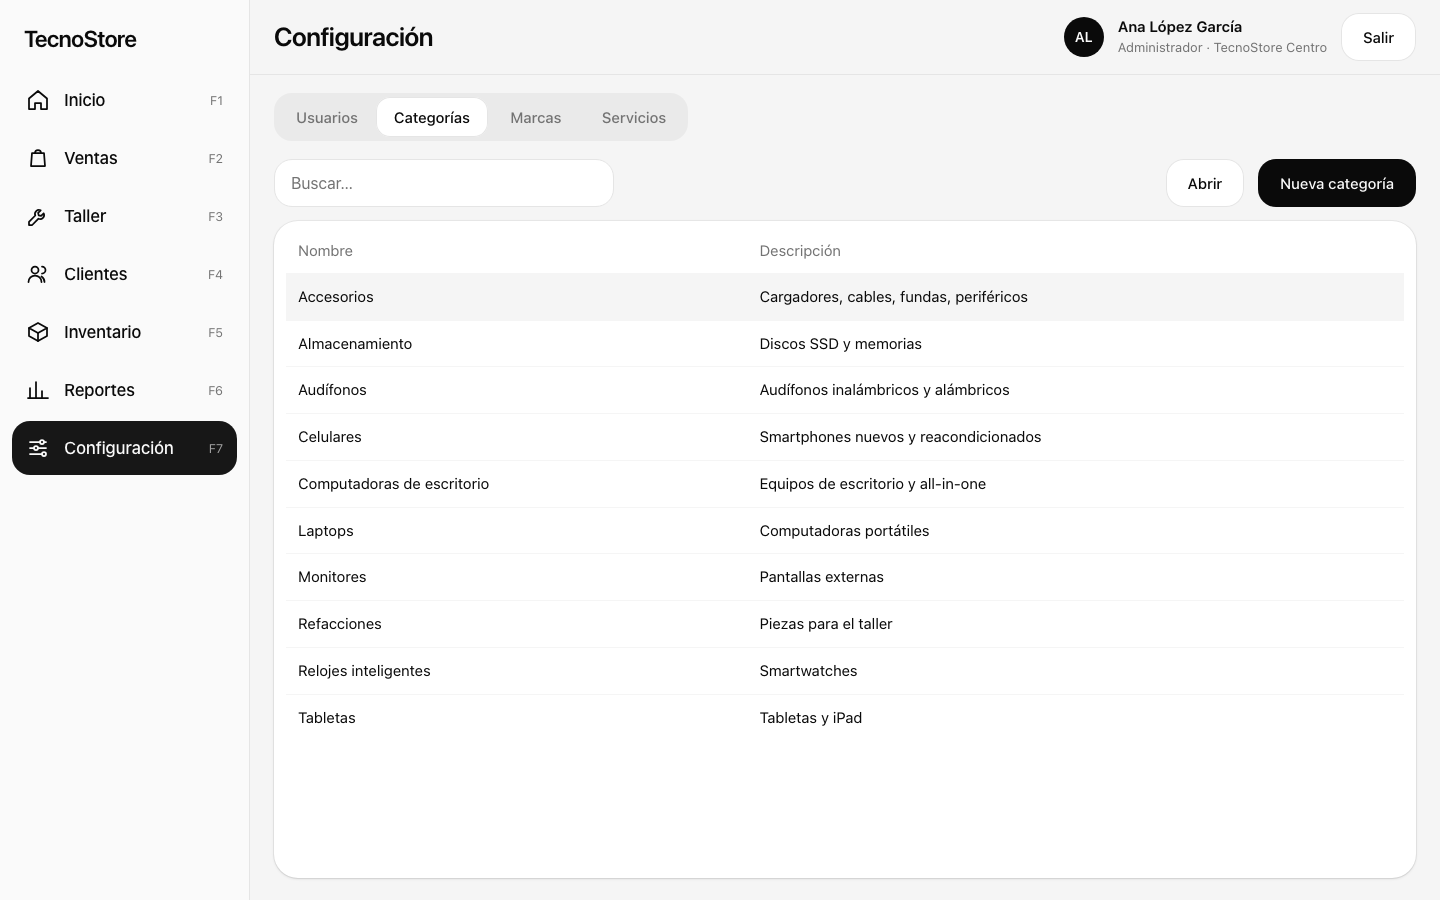 TecnoStore
Inicio F1
Ventas F2
Taller F3
Clientes F4
Inventario F5
Reportes F6
Configuración F7
Configuración
AL
Ana López García
Administrador · TecnoStore Centro
Salir
Usuarios Categorías Marcas Servicios
Buscar...
Abrir
Nueva categoría
Nombre Descripción
Accesorios Cargadores, cables, fundas, periféricos
Almacenamiento Discos SSD y memorias
Audífonos Audífonos inalámbricos y alámbricos
Celulares Smartphones nuevos y reacondicionados
Computadoras de escritorio Equipos de escritorio y all-in-one
Laptops Computadoras portátiles
Monitores Pantallas externas
Refacciones Piezas para el taller
Relojes inteligentes Smartwatches
Tabletas Tabletas y iPad